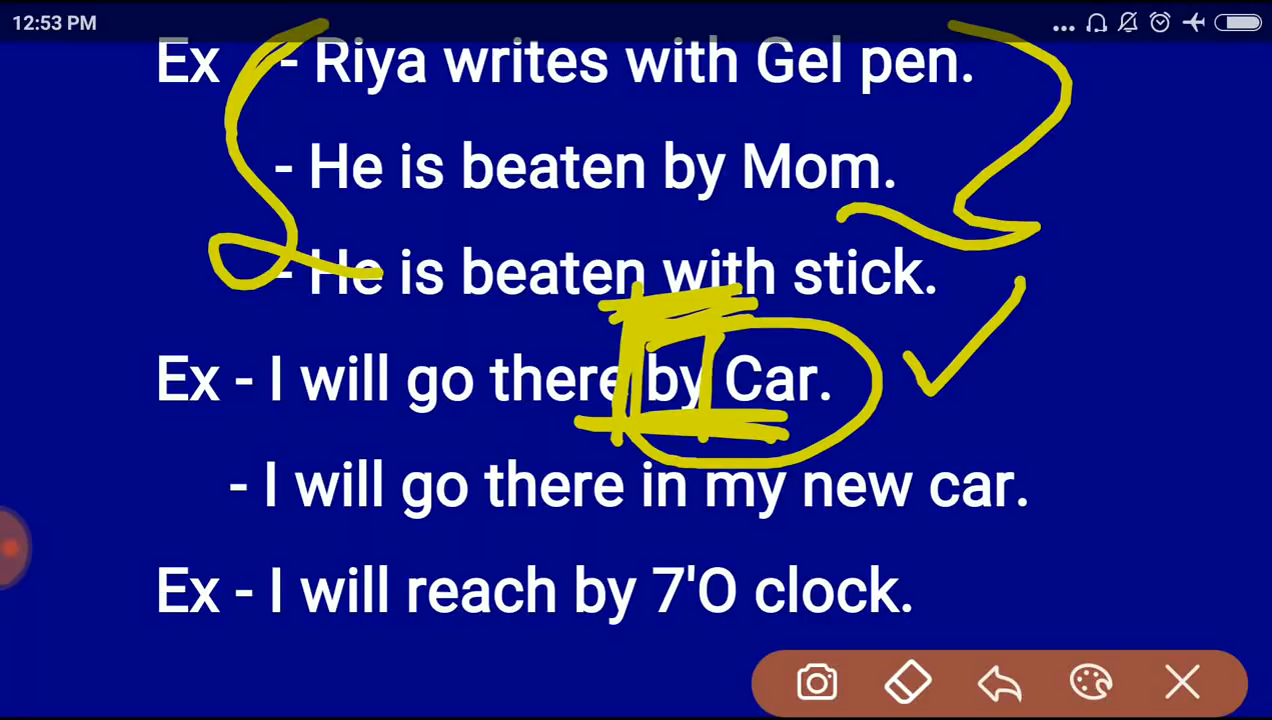 12:53 PM
Ex - Riya writes with Gel pen.
- He is beaten by Mom.
- He is beaten with stick.
Ex - I will go there by Car.
- I will go there in my new car.
Ex - I will reach by 7'O clock.